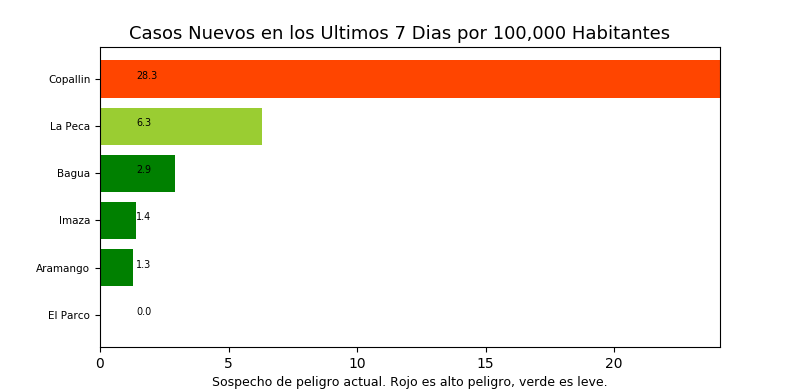 Casos Nuevos en los Ultimos 7 Dias por 100,000 Habitantes
Copallin 28.3
La Peca 6.3
Bagua 2.9
Imaza 1.4
Aramango 1.3
El Parco 0.0
0 5 10 15 20
Sospecho de peligro actual. Rojo es alto peligro, verde es leve.